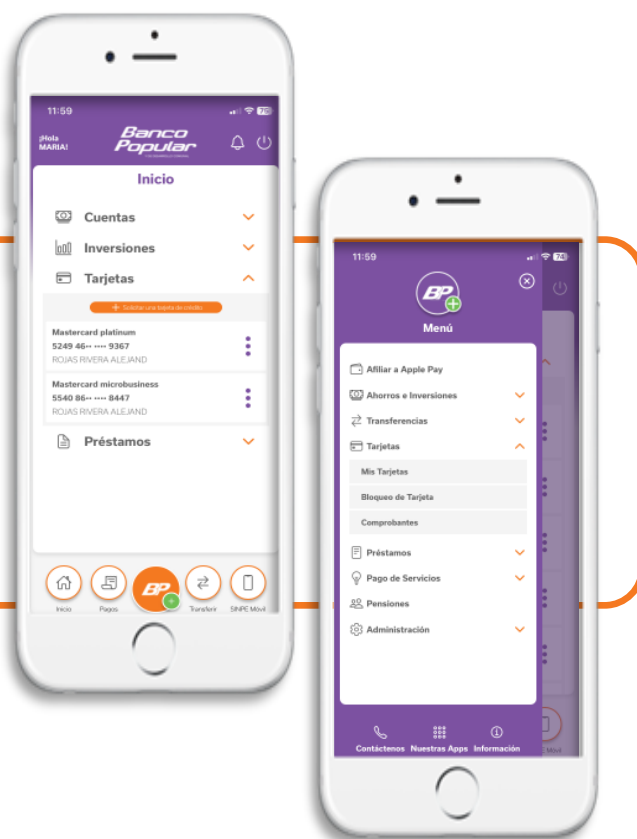 11:59
76
¡Hola
MARIA!
Banco
Popular
Inicio
Cuentas
Inversiones
Tarjetas
Solicitar una tarjeta de crédito
Mastercard platinum
5249 46•• •••• 9367
ROJAS RIVERA ALEJAND
Mastercard microbusiness
5540 86•• •••• 8447
ROJAS RIVERA ALEJAND
Préstamos
BP
Inicio
Pagos
Transferir
SINPE Móvil
11:59
74
BP
Menú
Afiliar a Apple Pay
Ahorros e Inversiones
Transferencias
Tarjetas
Mis Tarjetas
Bloqueo de Tarjeta
Comprobantes
Préstamos
Pago de Servicios
Pensiones
Administración
Contáctenos
Nuestras Apps
Información
Móvil